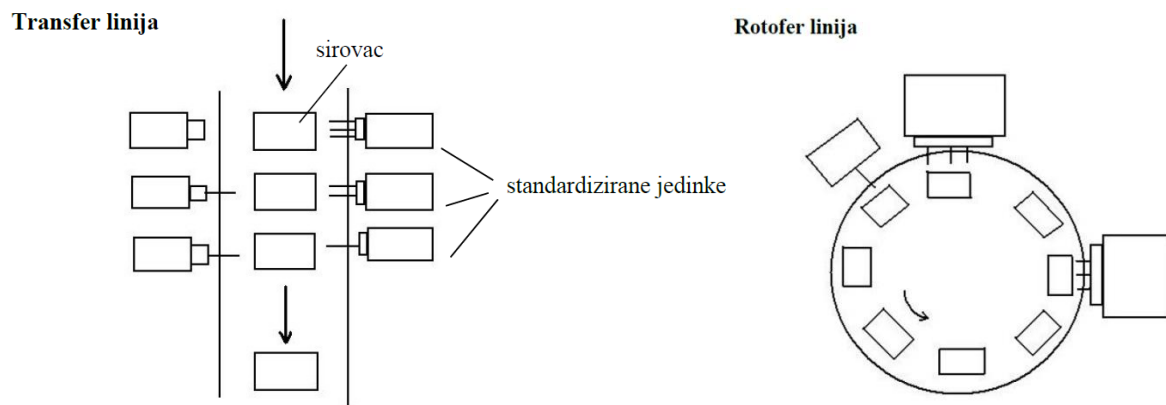 Transfer linija
Rotofer linija
sirovac
standardizirane jedinke